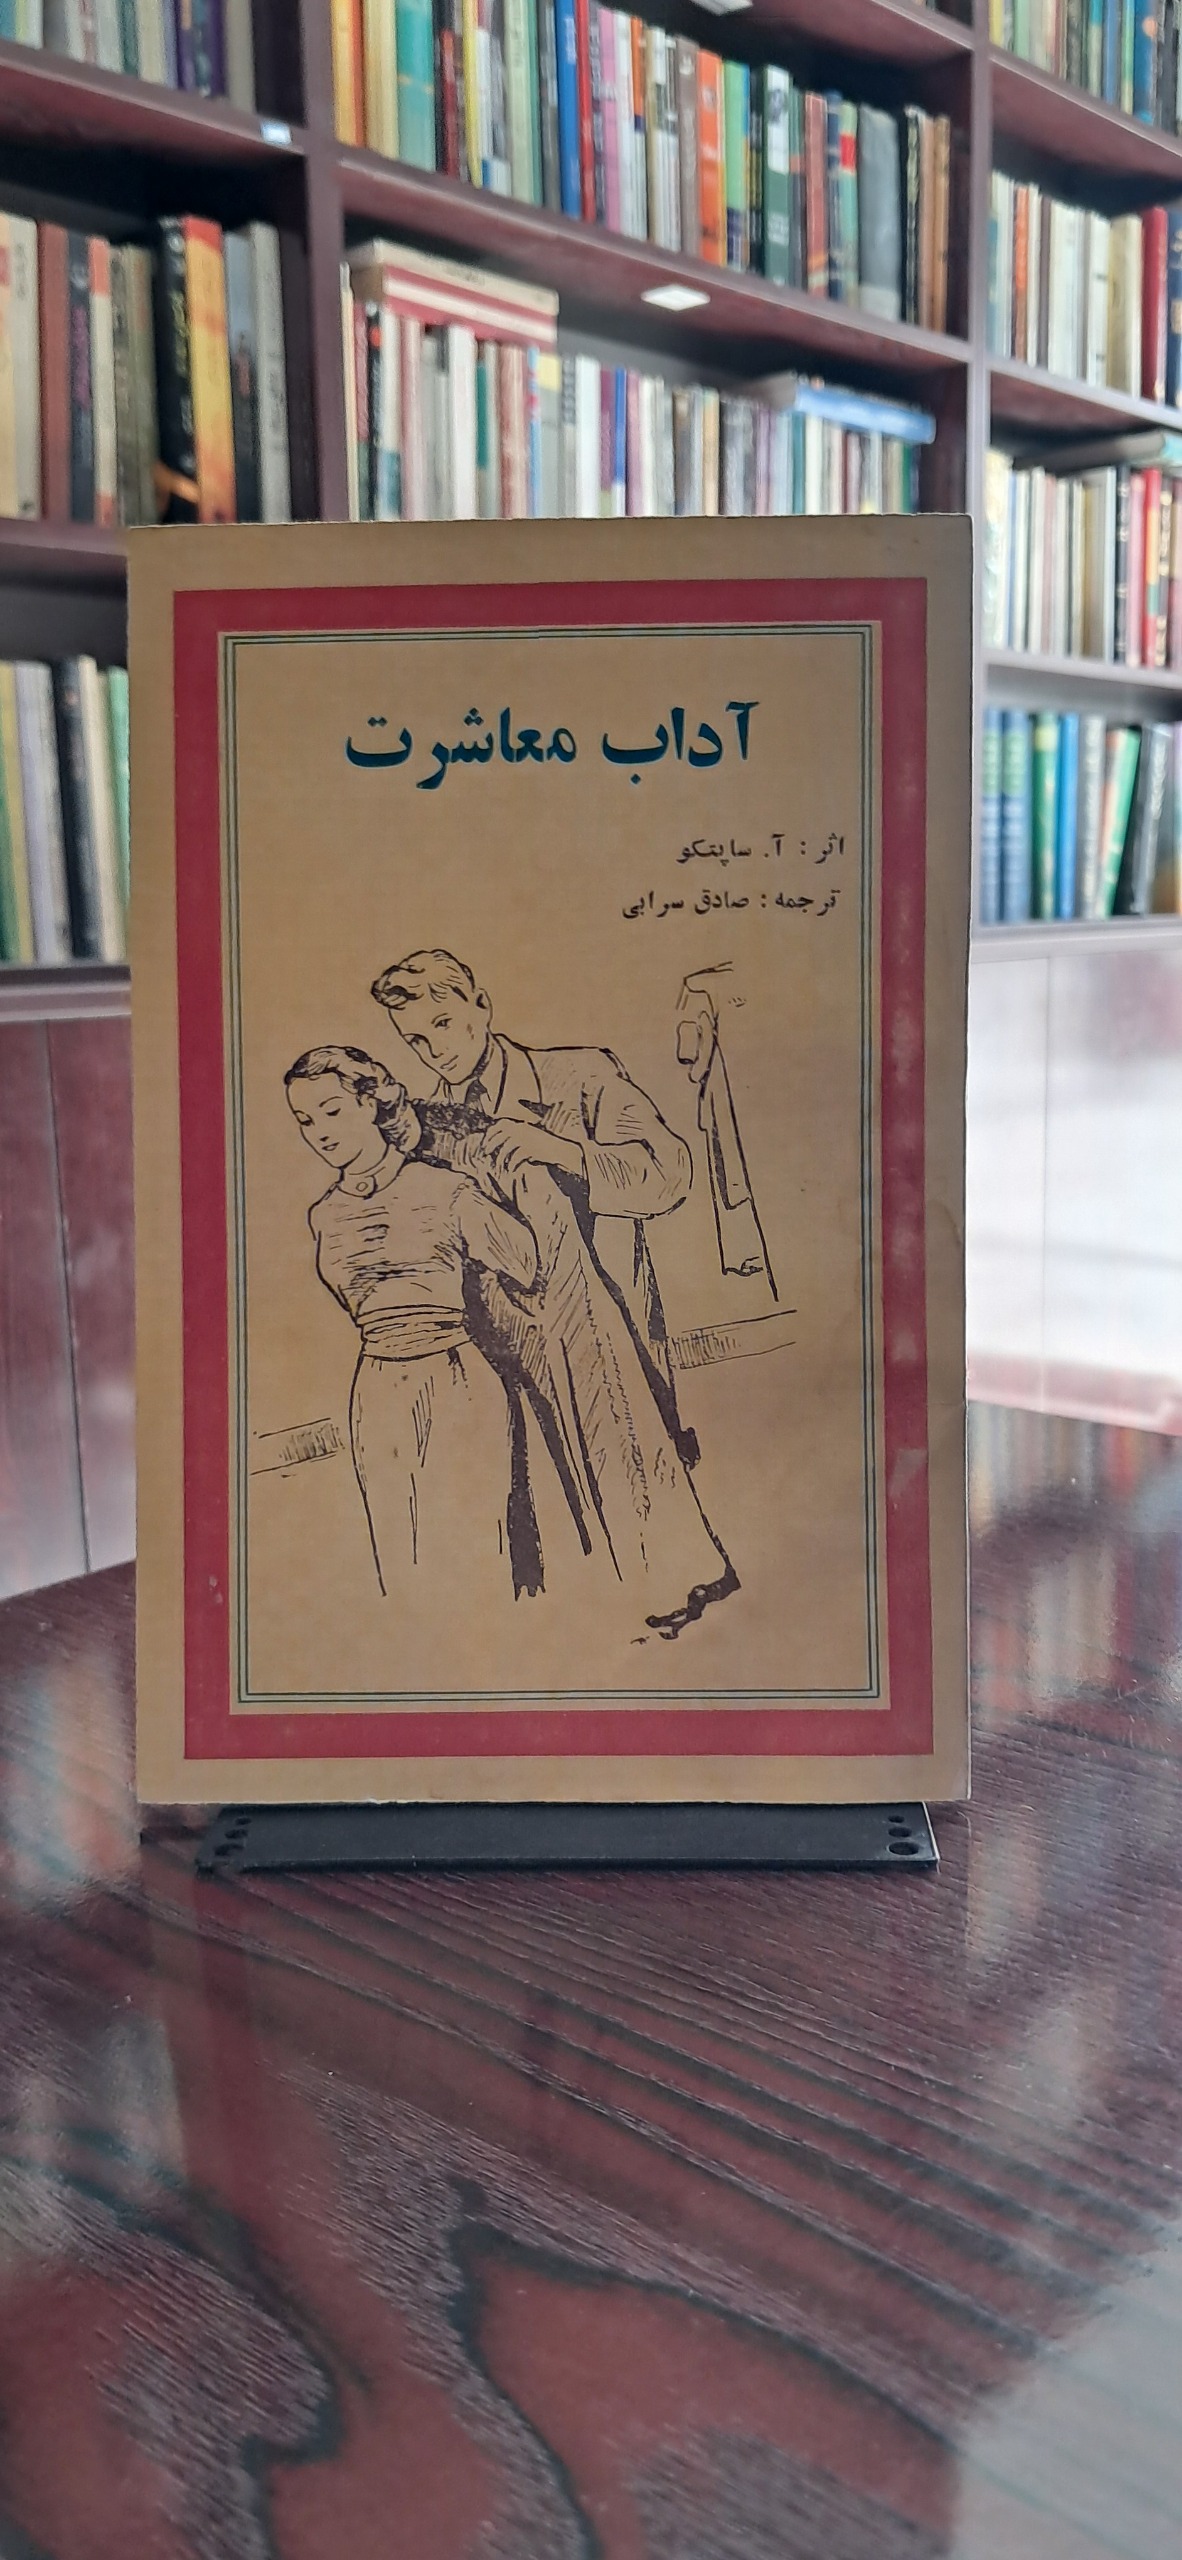 آداب معاشرت
اثر : آ. ساپتکو
ترجمه : صادق سرابی